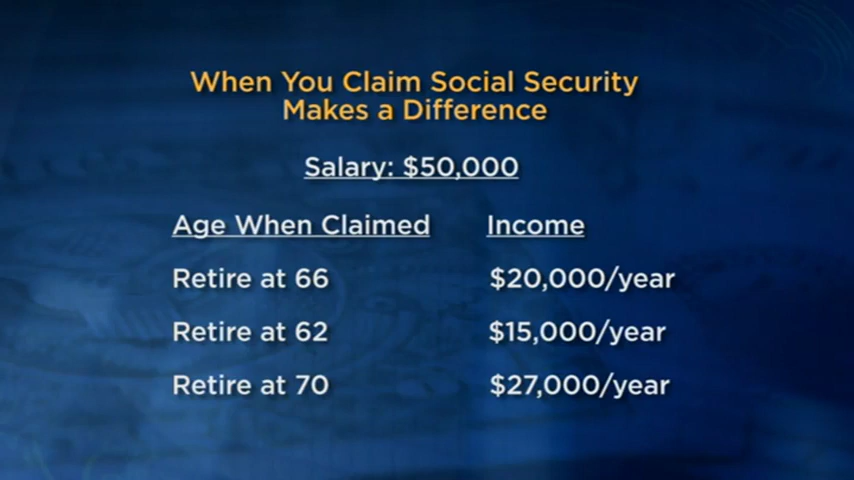 When You Claim Social Security
Makes a Difference
Salary: $50,000
Age When Claimed Income
Retire at 66 $20,000/year
Retire at 62 $15,000/year
Retire at 70 $27,000/year